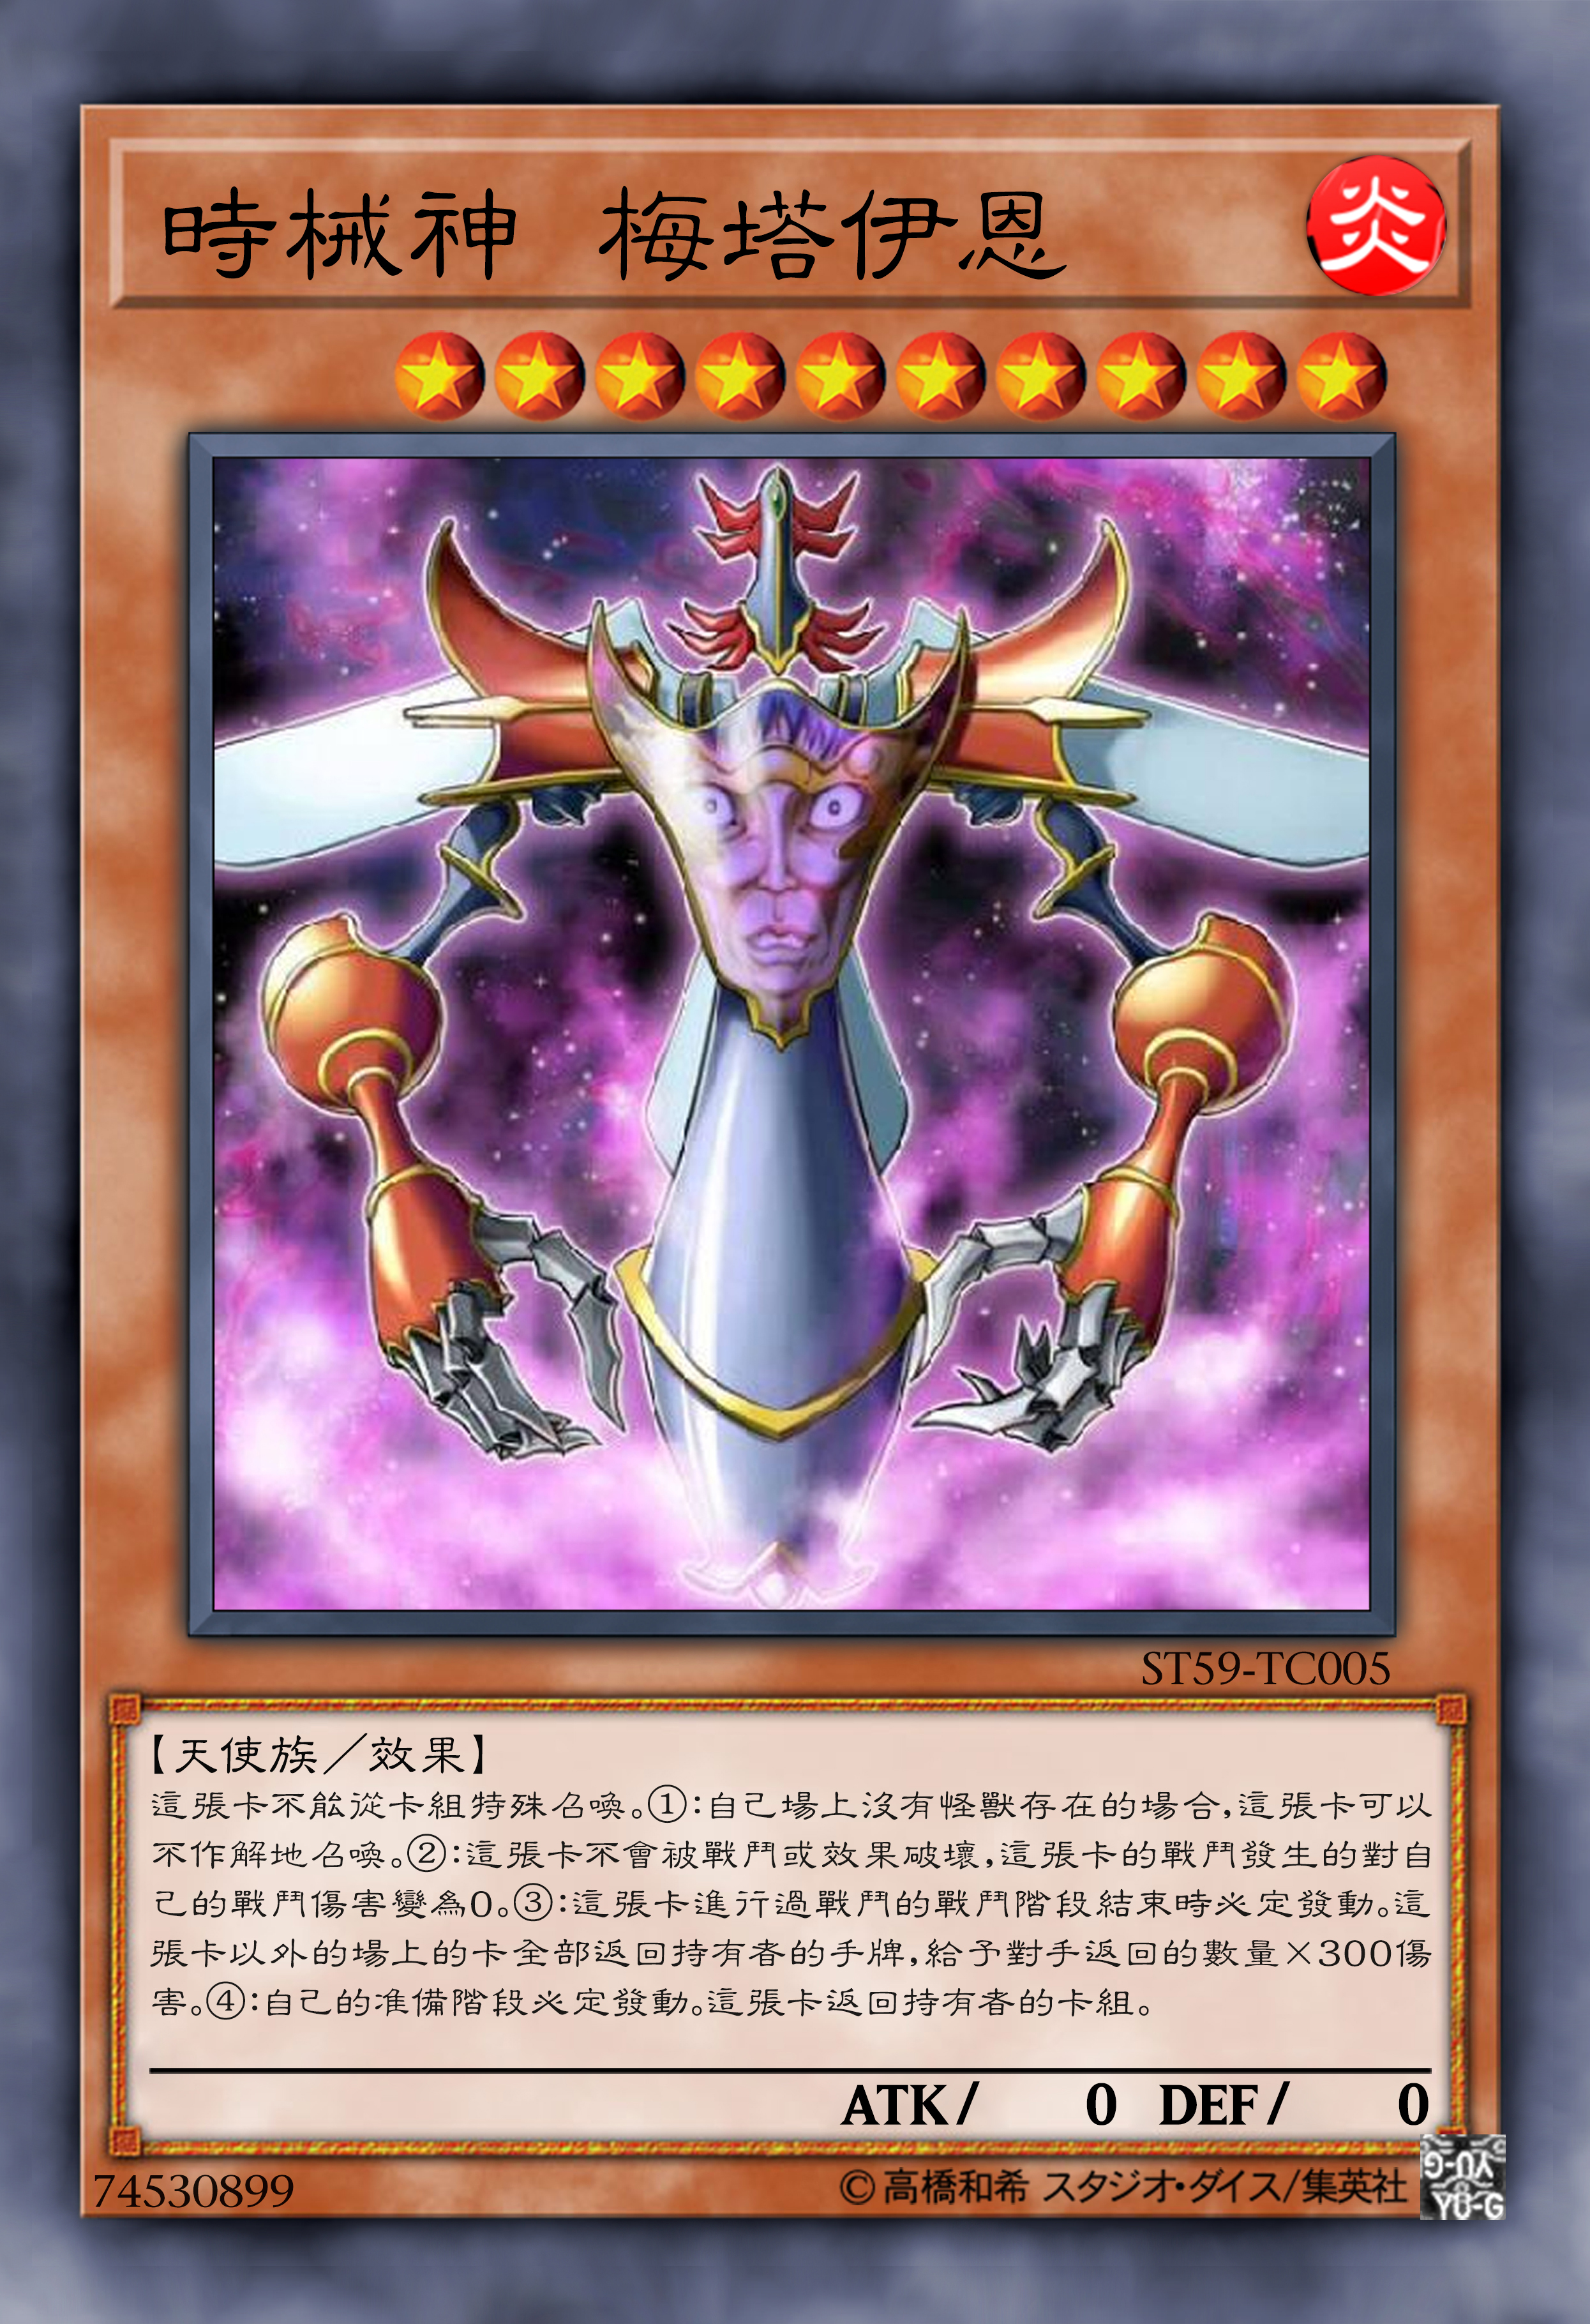 時械神 梅塔伊恩
炎
ST59-TC005
【天使族／效果】
這張卡不能從卡組特殊召喚。①：自己場上沒有怪獸存在的場合，這張卡可以
不作解地召喚。②：這張卡不會被戰鬥或效果破壞，這張卡的戰鬥發生的對自
己的戰鬥傷害變為0。③：這張卡進行過戰鬥的戰鬥階段結束時必定發動。這
張卡以外的場上的卡全部返回持有者的手牌，給予對手返回的數量×300傷
害。④：自己的准備階段必定發動。這張卡返回持有者的卡組。
ATK/ 0 DEF/ 0
74530899
©高橋和希 スタジオ・ダイス/集英社
YU-G
YU-G